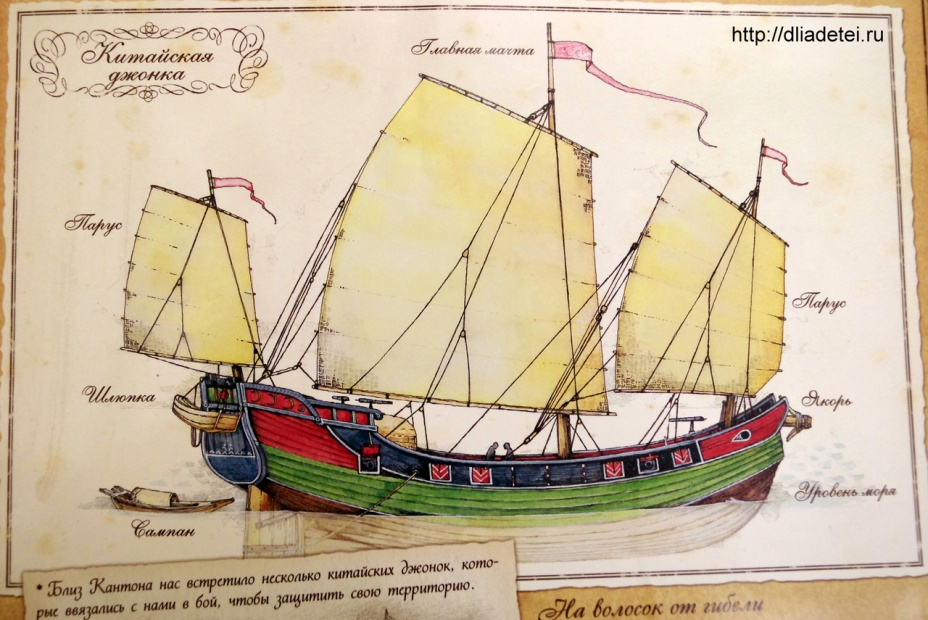 http://dliadetei.ru
Китайская
джонка
Главная мачта
Парус
Парус
Шлюпка
Якорь
Уровень моря
Сампан
* Близ Кантона нас встретило несколько китайских джонок, кото-
рые ввязались с нами в бой, чтобы защитить свою территорию.
На волосок от гибели